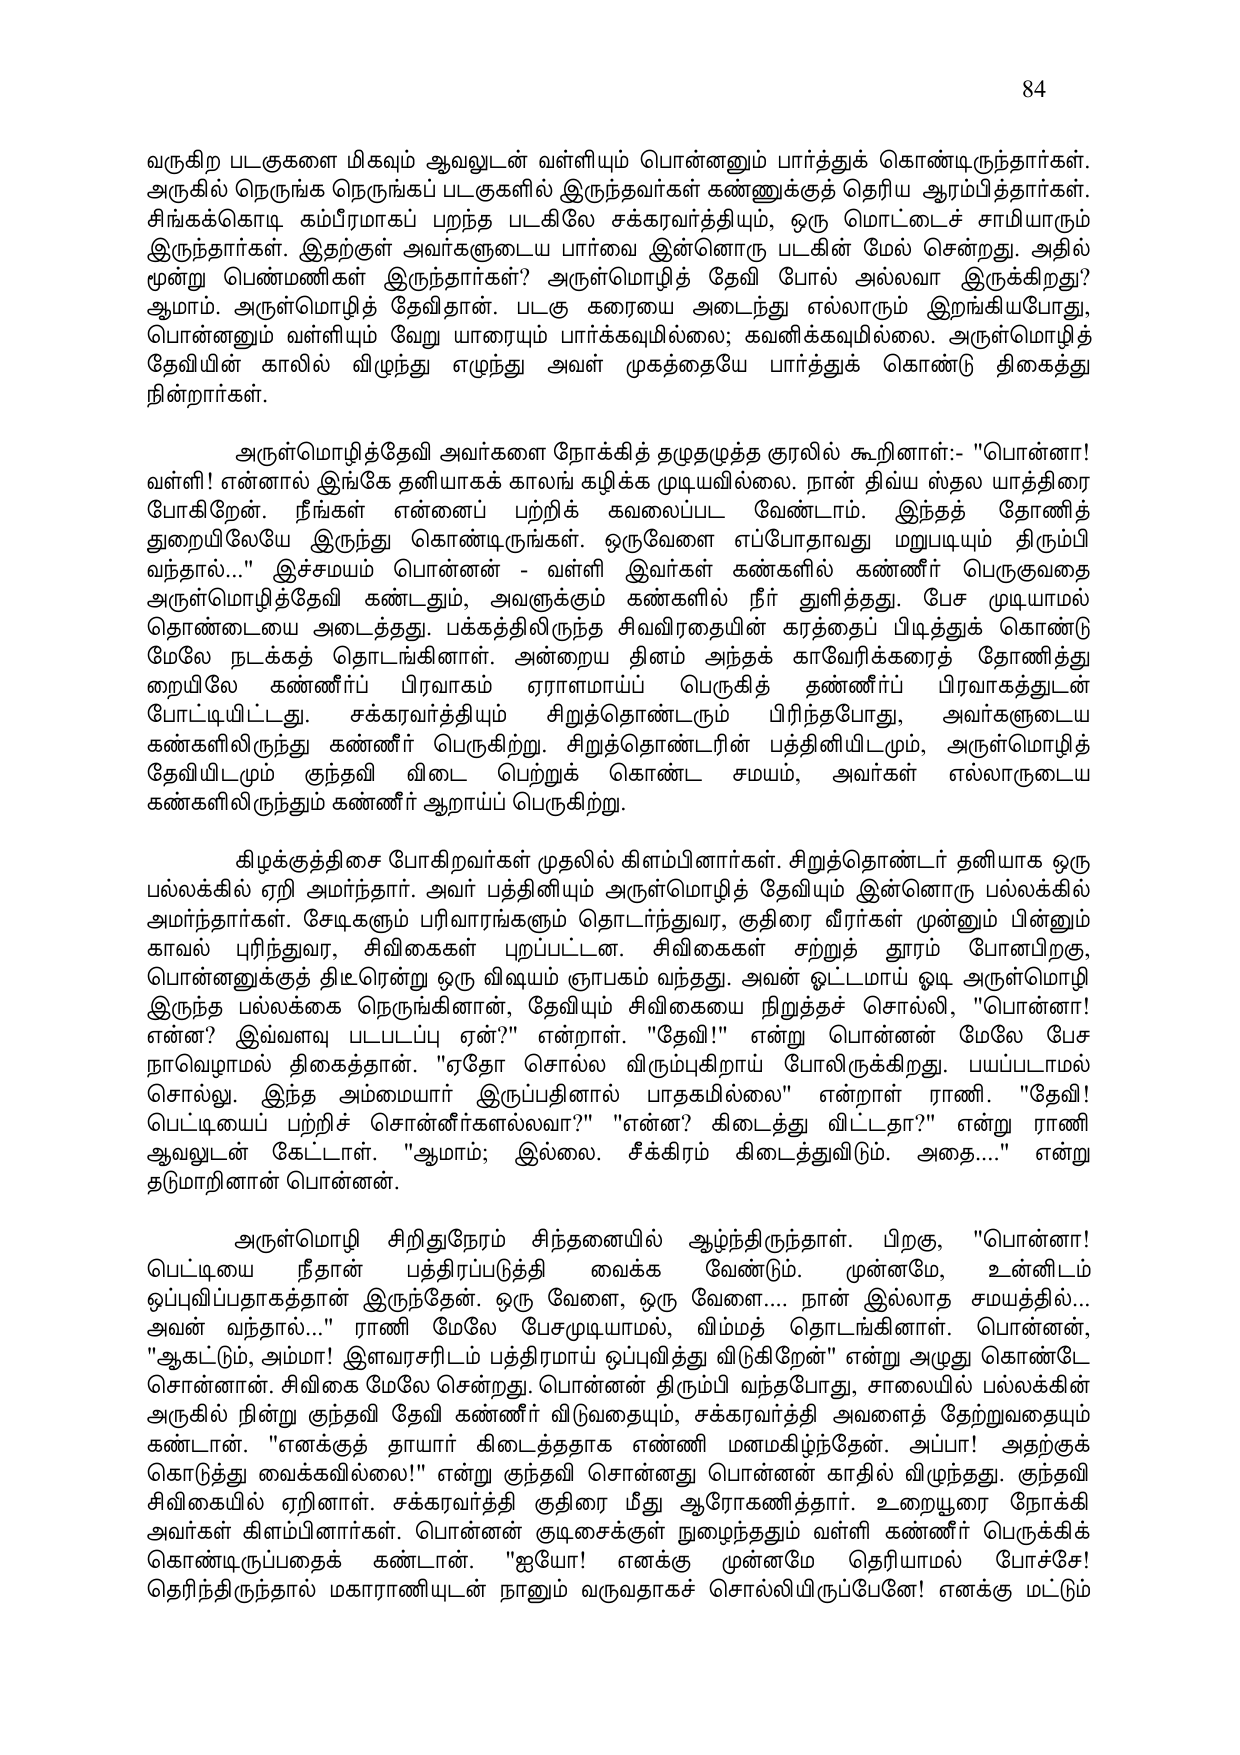 84
வருகிற படகுகளை மிகவும் ஆவலுடன் வள்ளியும் பொன்னனும் பார்த்துக் கொண்டிருந்தார்கள்.
அருகில் நெருங்க நெருங்கப் படகுகளில் இருந்தவர்கள் கண்ணுக்குத் தெரிய ஆரம்பித்தார்கள்.
சிங்கக்கொடி கம்பீரமாகப் பறந்த படகிலே சக்கரவர்த்தியும், ஒரு மொட்டைச் சாமியாரும்
இருந்தார்கள். இதற்குள் அவர்களுடைய பார்வை இன்னொரு படகின் மேல் சென்றது. அதில்
மூன்று பெண்மணிகள் இருந்தார்கள்? அருள்மொழித் தேவி போல் அல்லவா இருக்கிறது?
ஆமாம். அருள்மொழித் தேவிதான். படகு கரையை அடைந்து எல்லாரும் இறங்கியபோது,
பொன்னனும் வள்ளியும் வேறு யாரையும் பார்க்கவுமில்லை; கவனிக்கவுமில்லை. அருள்மொழித்
தேவியின் காலில் விழுந்து எழுந்து அவள் முகத்தையே பார்த்துக் கொண்டு திகைத்து
நின்றார்கள்.
அருள்மொழித்தேவி அவர்களை நோக்கித் தழுதழுத்த குரலில் கூறினாள்:- "பொன்னா!
வள்ளி! என்னால் இங்கே தனியாகக் காலங் கழிக்க முடியவில்லை. நான் திவ்ய ஸ்தல யாத்திரை
போகிறேன். நீங்கள் என்னைப் பற்றிக் கவலைப்பட வேண்டாம். இந்தத் தோணித்
துறையிலேயே இருந்து கொண்டிருங்கள். ஒருவேளை எப்போதாவது மறுபடியும் திரும்பி
வந்தால்..." இச்சமயம் பொன்னன் - வள்ளி இவர்கள் கண்களில் கண்ணீர் பெருகுவதை
அருள்மொழித்தேவி கண்டதும், அவளுக்கும் கண்களில் நீர் துளித்தது. பேச முடியாமல்
தொண்டையை அடைத்தது. பக்கத்திலிருந்த சிவவிரதையின் கரத்தைப் பிடித்துக் கொண்டு
மேலே நடக்கத் தொடங்கினாள். அன்றைய தினம் அந்தக் காவேரிக்கரைத் தோணித்து
றையிலே கண்ணீர்ப் பிரவாகம் ஏராளமாய்ப் பெருகித் தண்ணீர்ப் பிரவாகத்துடன்
போட்டியிட்டது. சக்கரவர்த்தியும் சிறுத்தொண்டரும் பிரிந்தபோது, அவர்களுடைய
கண்களிலிருந்து கண்ணீர் பெருகிற்று. சிறுத்தொண்டரின் பத்தினியிடமும், அருள்மொழித்
தேவியிடமும் குந்தவி விடை பெற்றுக் கொண்ட சமயம், அவர்கள் எல்லாருடைய
கண்களிலிருந்தும் கண்ணீர் ஆறாய்ப் பெருகிற்று.
கிழக்குத்திசை போகிறவர்கள் முதலில் கிளம்பினார்கள். சிறுத்தொண்டர் தனியாக ஒரு
பல்லக்கில் ஏறி அமர்ந்தார். அவர் பத்தினியும் அருள்மொழித் தேவியும் இன்னொரு பல்லக்கில்
அமர்ந்தார்கள். சேடிகளும் பரிவாரங்களும் தொடர்ந்துவர, குதிரை வீரர்கள் முன்னும் பின்னும்
காவல் புரிந்துவர, சிவிகைகள் புறப்பட்டன. சிவிகைகள் சற்றுத் தூரம் போனபிறகு,
பொன்னனுக்குத் திடீரென்று ஒரு விஷயம் ஞாபகம் வந்தது. அவன் ஓட்டமாய் ஓடி அருள்மொழி
இருந்த பல்லக்கை நெருங்கினான், தேவியும் சிவிகையை நிறுத்தச் சொல்லி, "பொன்னா!
என்ன? இவ்வளவு படபடப்பு ஏன்?" என்றாள். "தேவி!" என்று பொன்னன் மேலே பேச
நாவெழாமல் திகைத்தான். "ஏதோ சொல்ல விரும்புகிறாய் போலிருக்கிறது. பயப்படாமல்
சொல்லு. இந்த அம்மையார் இருப்பதினால் பாதகமில்லை" என்றாள் ராணி. "தேவி!
பெட்டியைப் பற்றிச் சொன்னீர்களல்லவா?" "என்ன? கிடைத்து விட்டதா?" என்று ராணி
ஆவலுடன் கேட்டாள். "ஆமாம்; இல்லை. சீக்கிரம் கிடைத்துவிடும். அதை...." என்று
தடுமாறினான் பொன்னன்.
அருள்மொழி சிறிதுநேரம் சிந்தனையில் ஆழ்ந்திருந்தாள். பிறகு, "பொன்னா!
பெட்டியை நீதான் பத்திரப்படுத்தி வைக்க வேண்டும். முன்னமே, உன்னிடம்
ஒப்புவிப்பதாகத்தான் இருந்தேன். ஒரு வேளை, ஒரு வேளை.... நான் இல்லாத சமயத்தில்...
அவன் வந்தால்..." ராணி மேலே பேசமுடியாமல், விம்மத் தொடங்கினாள். பொன்னன்,
"ஆகட்டும், அம்மா! இளவரசரிடம் பத்திரமாய் ஒப்புவித்து விடுகிறேன்" என்று அழுது கொண்டே
சொன்னான். சிவிகை மேலே சென்றது. பொன்னன் திரும்பி வந்தபோது, சாலையில் பல்லக்கின்
அருகில் நின்று குந்தவி தேவி கண்ணீர் விடுவதையும், சக்கரவர்த்தி அவளைத் தேற்றுவதையும்
கண்டான். "எனக்குத் தாயார் கிடைத்ததாக எண்ணி மனமகிழ்ந்தேன். அப்பா! அதற்குக்
கொடுத்து வைக்கவில்லை!" என்று குந்தவி சொன்னது பொன்னன் காதில் விழுந்தது. குந்தவி
சிவிகையில் ஏறினாள். சக்கரவர்த்தி குதிரை மீது ஆரோகணித்தார். உறையூரை நோக்கி
அவர்கள் கிளம்பினார்கள். பொன்னன் குடிசைக்குள் நுழைந்ததும் வள்ளி கண்ணீர் பெருக்கிக்
கொண்டிருப்பதைக் கண்டான். "ஐயோ! எனக்கு முன்னமே தெரியாமல் போச்சே!
தெரிந்திருந்தால் மகாராணியுடன் நானும் வருவதாகச் சொல்லியிருப்பேனே! எனக்கு மட்டும்